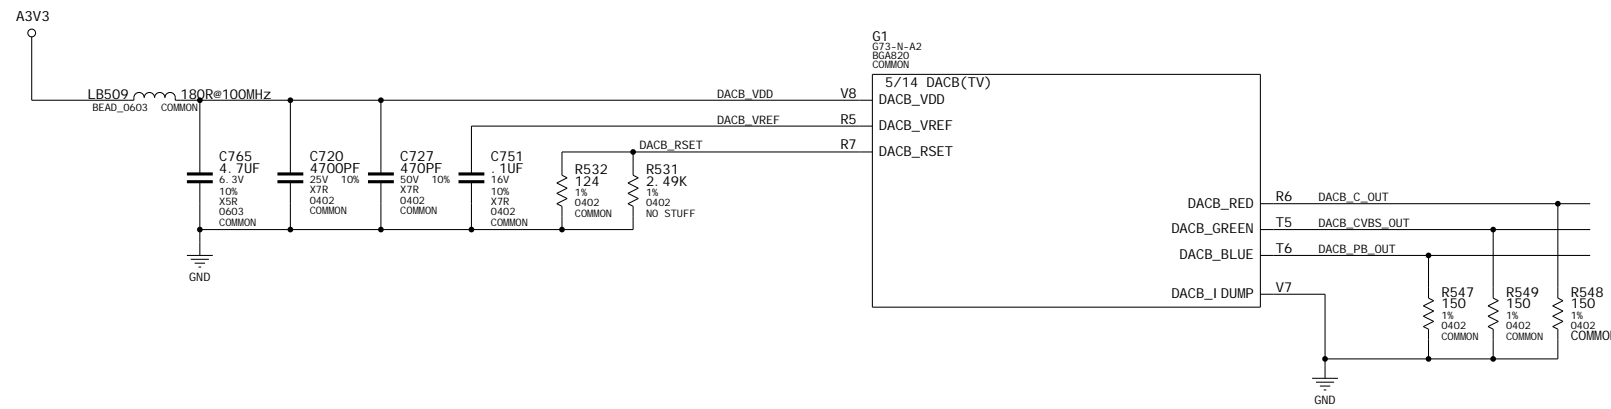 A3V3
G1
G73-N-A2
BGA820
COMMON
5/14 DACB(TV)
LB509 180R@100MHz
BEAD_0603 COMMON
DACB_VDD V8 DACB_VDD
DACB_VREF R5 DACB_VREF
DACB_RSET R7 DACB_RSET
C765
4.7UF
6.3V
10%
X5R
0603
COMMON
C720
4700PF
25V 10%
X7R
0402
COMMON
C727
470PF
50V 10%
X7R
0402
COMMON
C751
.1UF
16V
10%
X7R
0402
COMMON
R532
124
1%
0402
COMMON
R531
2.49K
1%
0402
NO STUFF
GND
DACB_RED R6 DACB_C_OUT
DACB_GREEN T5 DACB_CVBS_OUT
DACB_BLUE T6 DACB_PB_OUT
DACB_IDUMP V7
R547
150
1%
0402
COMMON
R549
150
1%
0402
COMMON
R548
150
1%
0402
COMMO
GND